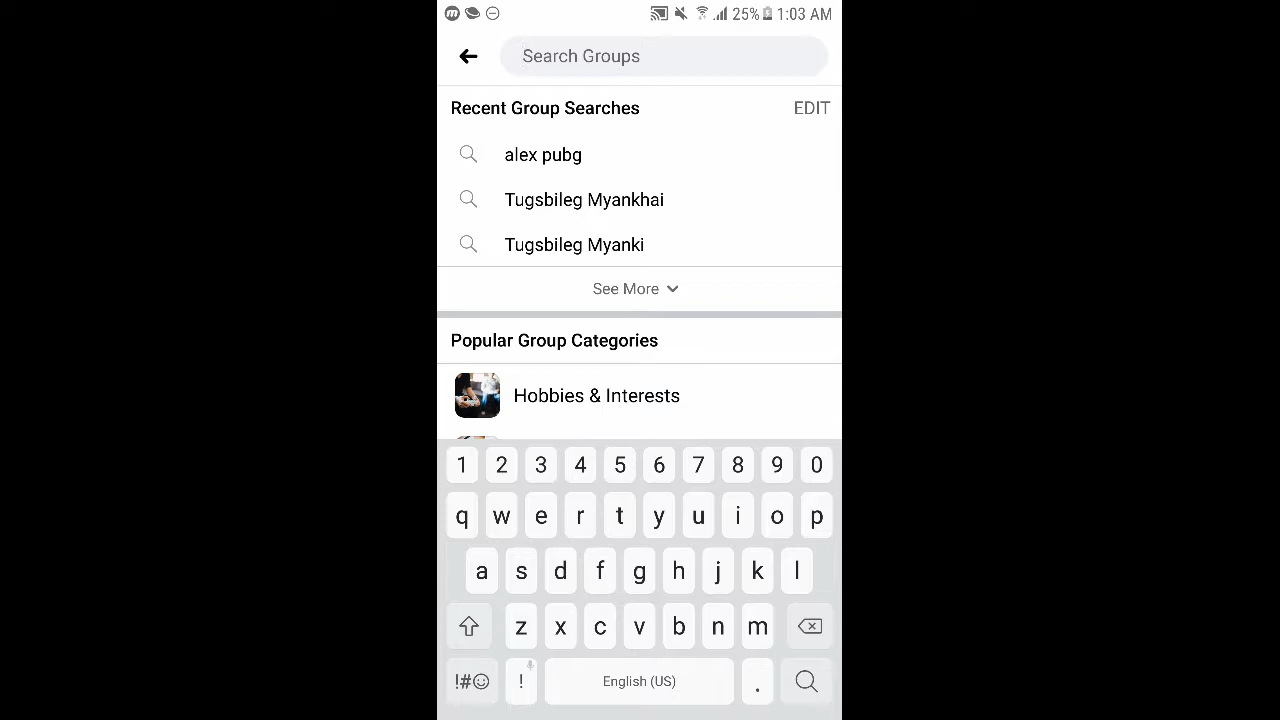 25% 1:03 AM
Search Groups
Recent Group Searches EDIT
alex pubg
Tugsbileg Myankhai
Tugsbileg Myanki
See More
Popular Group Categories
Hobbies & Interests
1 2 3 4 5 6 7 8 9 0
q w e r t y u i o p
a s d f g h j k l
z x c v b n m
!#☺ ! English (US) .